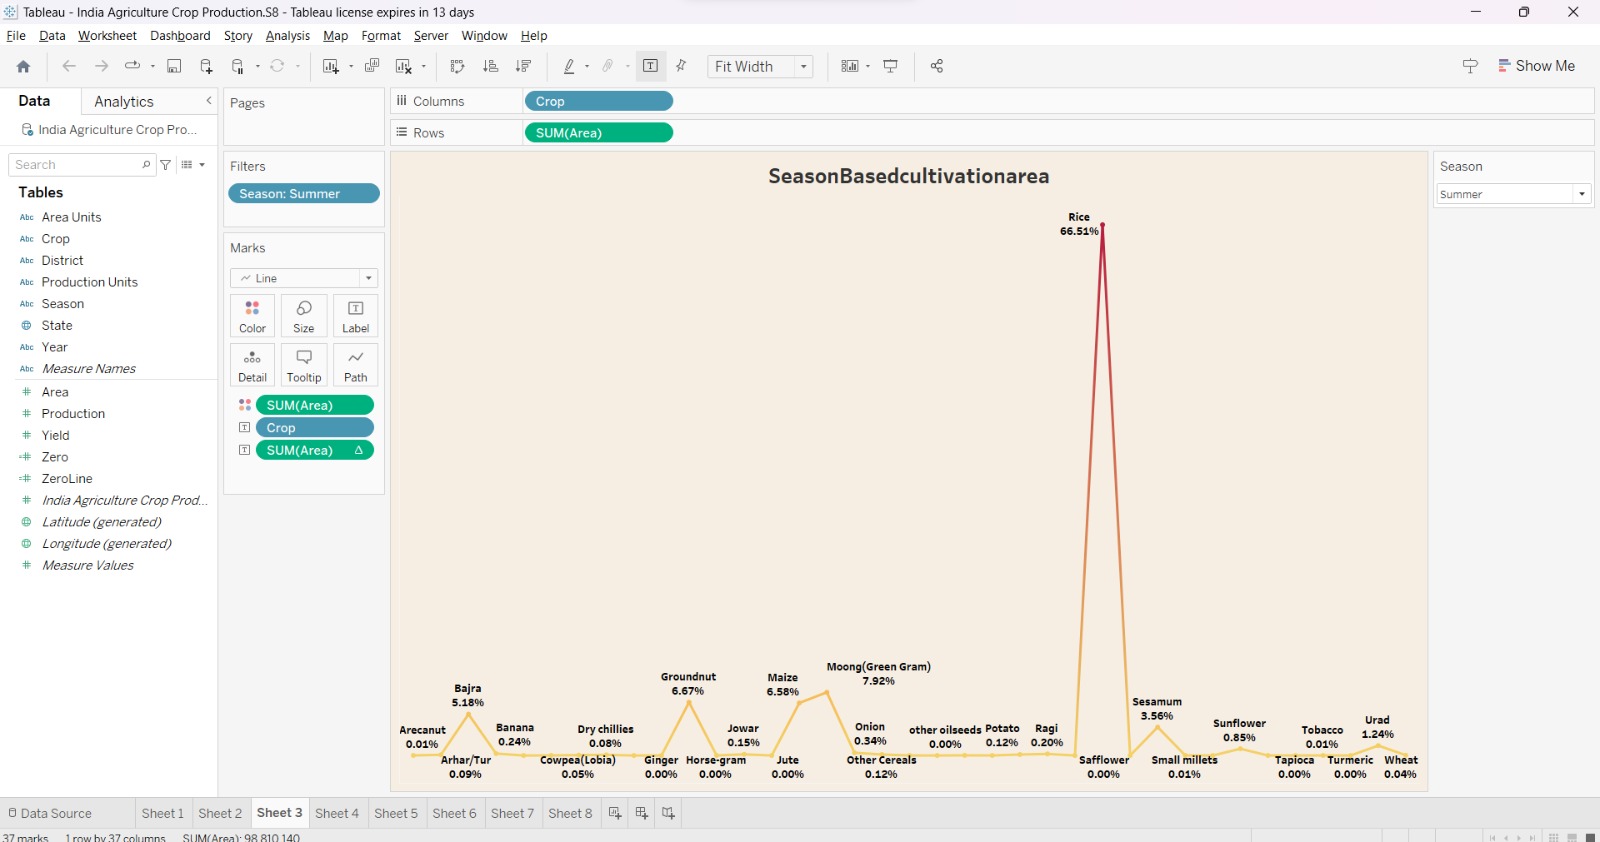 Tableau - India Agriculture Crop Production.S8 - Tableau license expires in 13 days
File Data Worksheet Dashboard Story Analysis Map Format Server Window Help
Fit Width
Show Me
Data
Analytics
India Agriculture Crop Pro...
Search
Tables
Abc Area Units
Abc Crop
Abc District
Abc Production Units
Abc Season
State
Abc Year
Abc Measure Names
# Area
# Production
# Yield
=# Zero
=# ZeroLine
# India Agriculture Crop Prod...
Latitude (generated)
Longitude (generated)
# Measure Values
Pages
Filters
Season: Summer
Marks
Line
Color Size Label
Detail Tooltip Path
SUM(Area)
Crop
SUM(Area) Δ
Columns Crop
Rows SUM(Area)
SeasonBasedcultivationarea
Rice
66.51%
Arecanut
0.01%
Arhar/Tur
0.09%
Bajra
5.18%
Banana
0.24%
Cowpea(Lobia)
0.05%
Dry chillies
0.08%
Ginger
0.00%
Groundnut
6.67%
Horse-gram
0.00%
Jowar
0.15%
Jute
0.00%
Maize
6.58%
Moong(Green Gram)
7.92%
Onion
0.34%
Other Cereals
0.12%
other oilseeds
0.00%
Potato
0.12%
Ragi
0.20%
Safflower
0.00%
Sesamum
3.56%
Small millets
0.01%
Sunflower
0.85%
Tapioca
0.00%
Tobacco
0.01%
Turmeric
0.00%
Urad
1.24%
Wheat
0.04%
Season
Summer
Data Source Sheet 1 Sheet 2 Sheet 3 Sheet 4 Sheet 5 Sheet 6 Sheet 7 Sheet 8
37 marks 1 row by 37 columns SUM(Area): 98,810,140